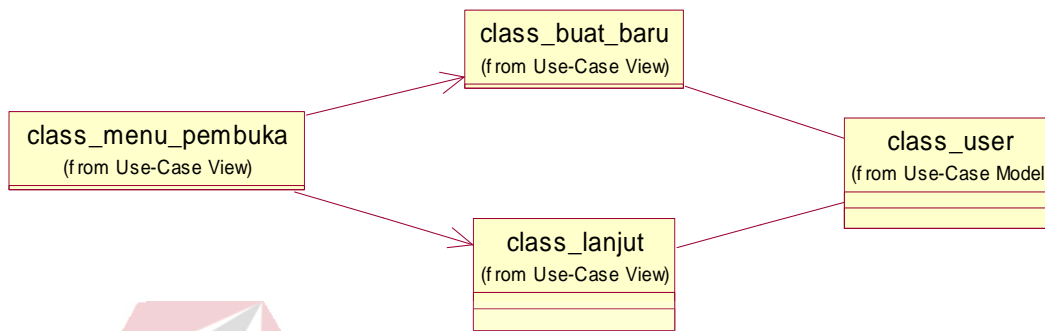 class_buat_baru
(from Use-Case View)
class_menu_pembuka
(from Use-Case View)
class_user
(from Use-Case Model
class_lanjut
(from Use-Case View)